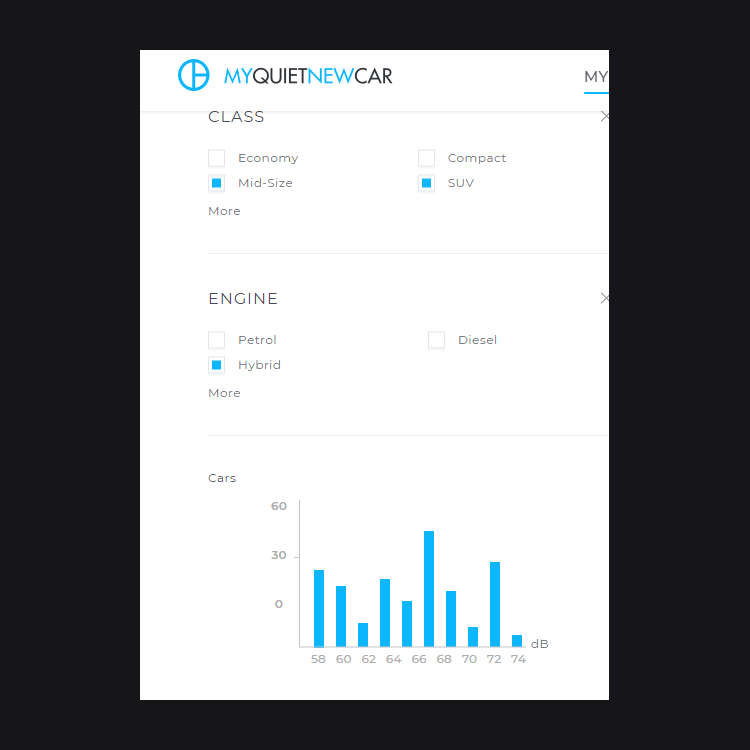 MYQUIETNEWCAR MY
CLASS
Economy Compact
Mid-Size SUV
More
ENGINE
Petrol Diesel
Hybrid
More
Cars
60
30
0
dB
58 60 62 64 66 68 70 72 74